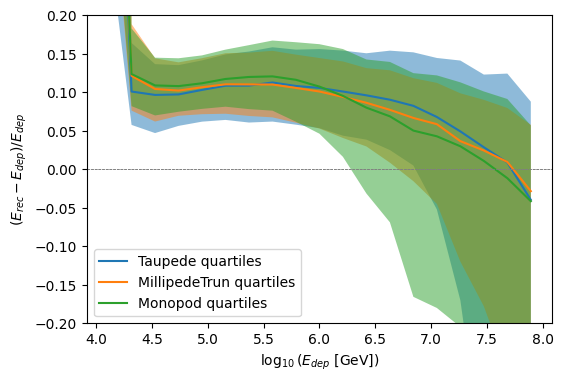 0.20
0.15
0.10
0.05
0.00
−0.05
−0.10
−0.15
−0.20
(E_rec − E_dep)/E_dep
Taupede quartiles
MillipedeTrun quartiles
Monopod quartiles
4.0 4.5 5.0 5.5 6.0 6.5 7.0 7.5 8.0
log₁₀(E_dep [GeV])